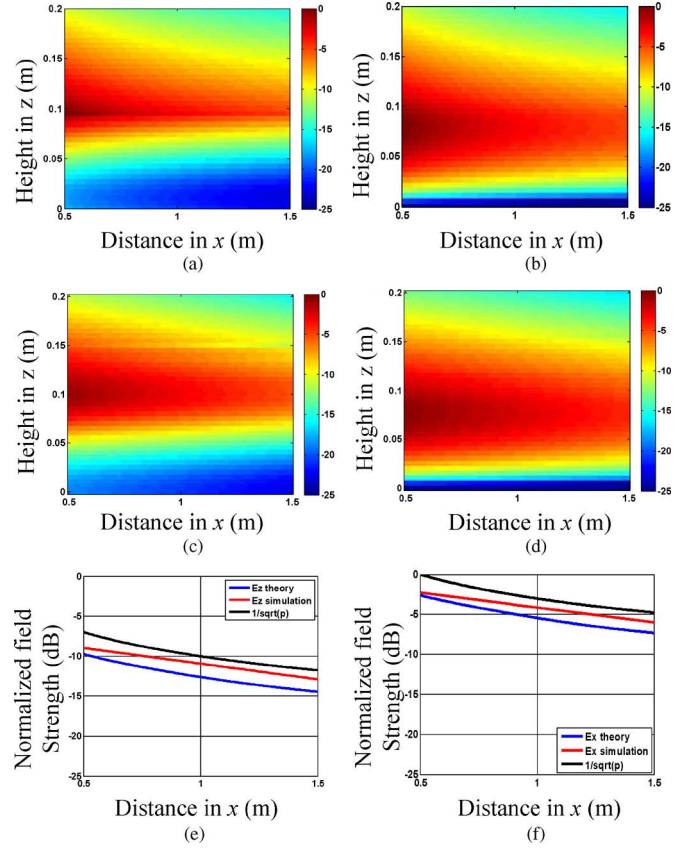 0.2
0.15
0.1
0.05
0
Height in z (m)
0.5
1
1.5
Distance in x (m)
0
-5
-10
-15
-20
-25
(a)
0.2
0.15
0.1
0.05
0
Height in z (m)
0.5
1
1.5
Distance in x (m)
0
-5
-10
-15
-20
-25
(b)
0.2
0.15
0.1
0.05
0
Height in z (m)
0.5
1
1.5
Distance in x (m)
0
-5
-10
-15
-20
-25
(c)
0.2
0.15
0.1
0.05
0
Height in z (m)
0.5
1
1.5
Distance in x (m)
0
-5
-10
-15
-20
-25
(d)
0
-5
-10
-15
-20
-25
Normalized field
Strength (dB)
Ez theory
Ez simulation
1/sqrt(p)
0.5
1
1.5
Distance in x (m)
(e)
0
-5
-10
-15
-20
-25
Normalized field
Strength (dB)
Ex theory
Ex simulation
1/sqrt(p)
0.5
1
1.5
Distance in x (m)
(f)